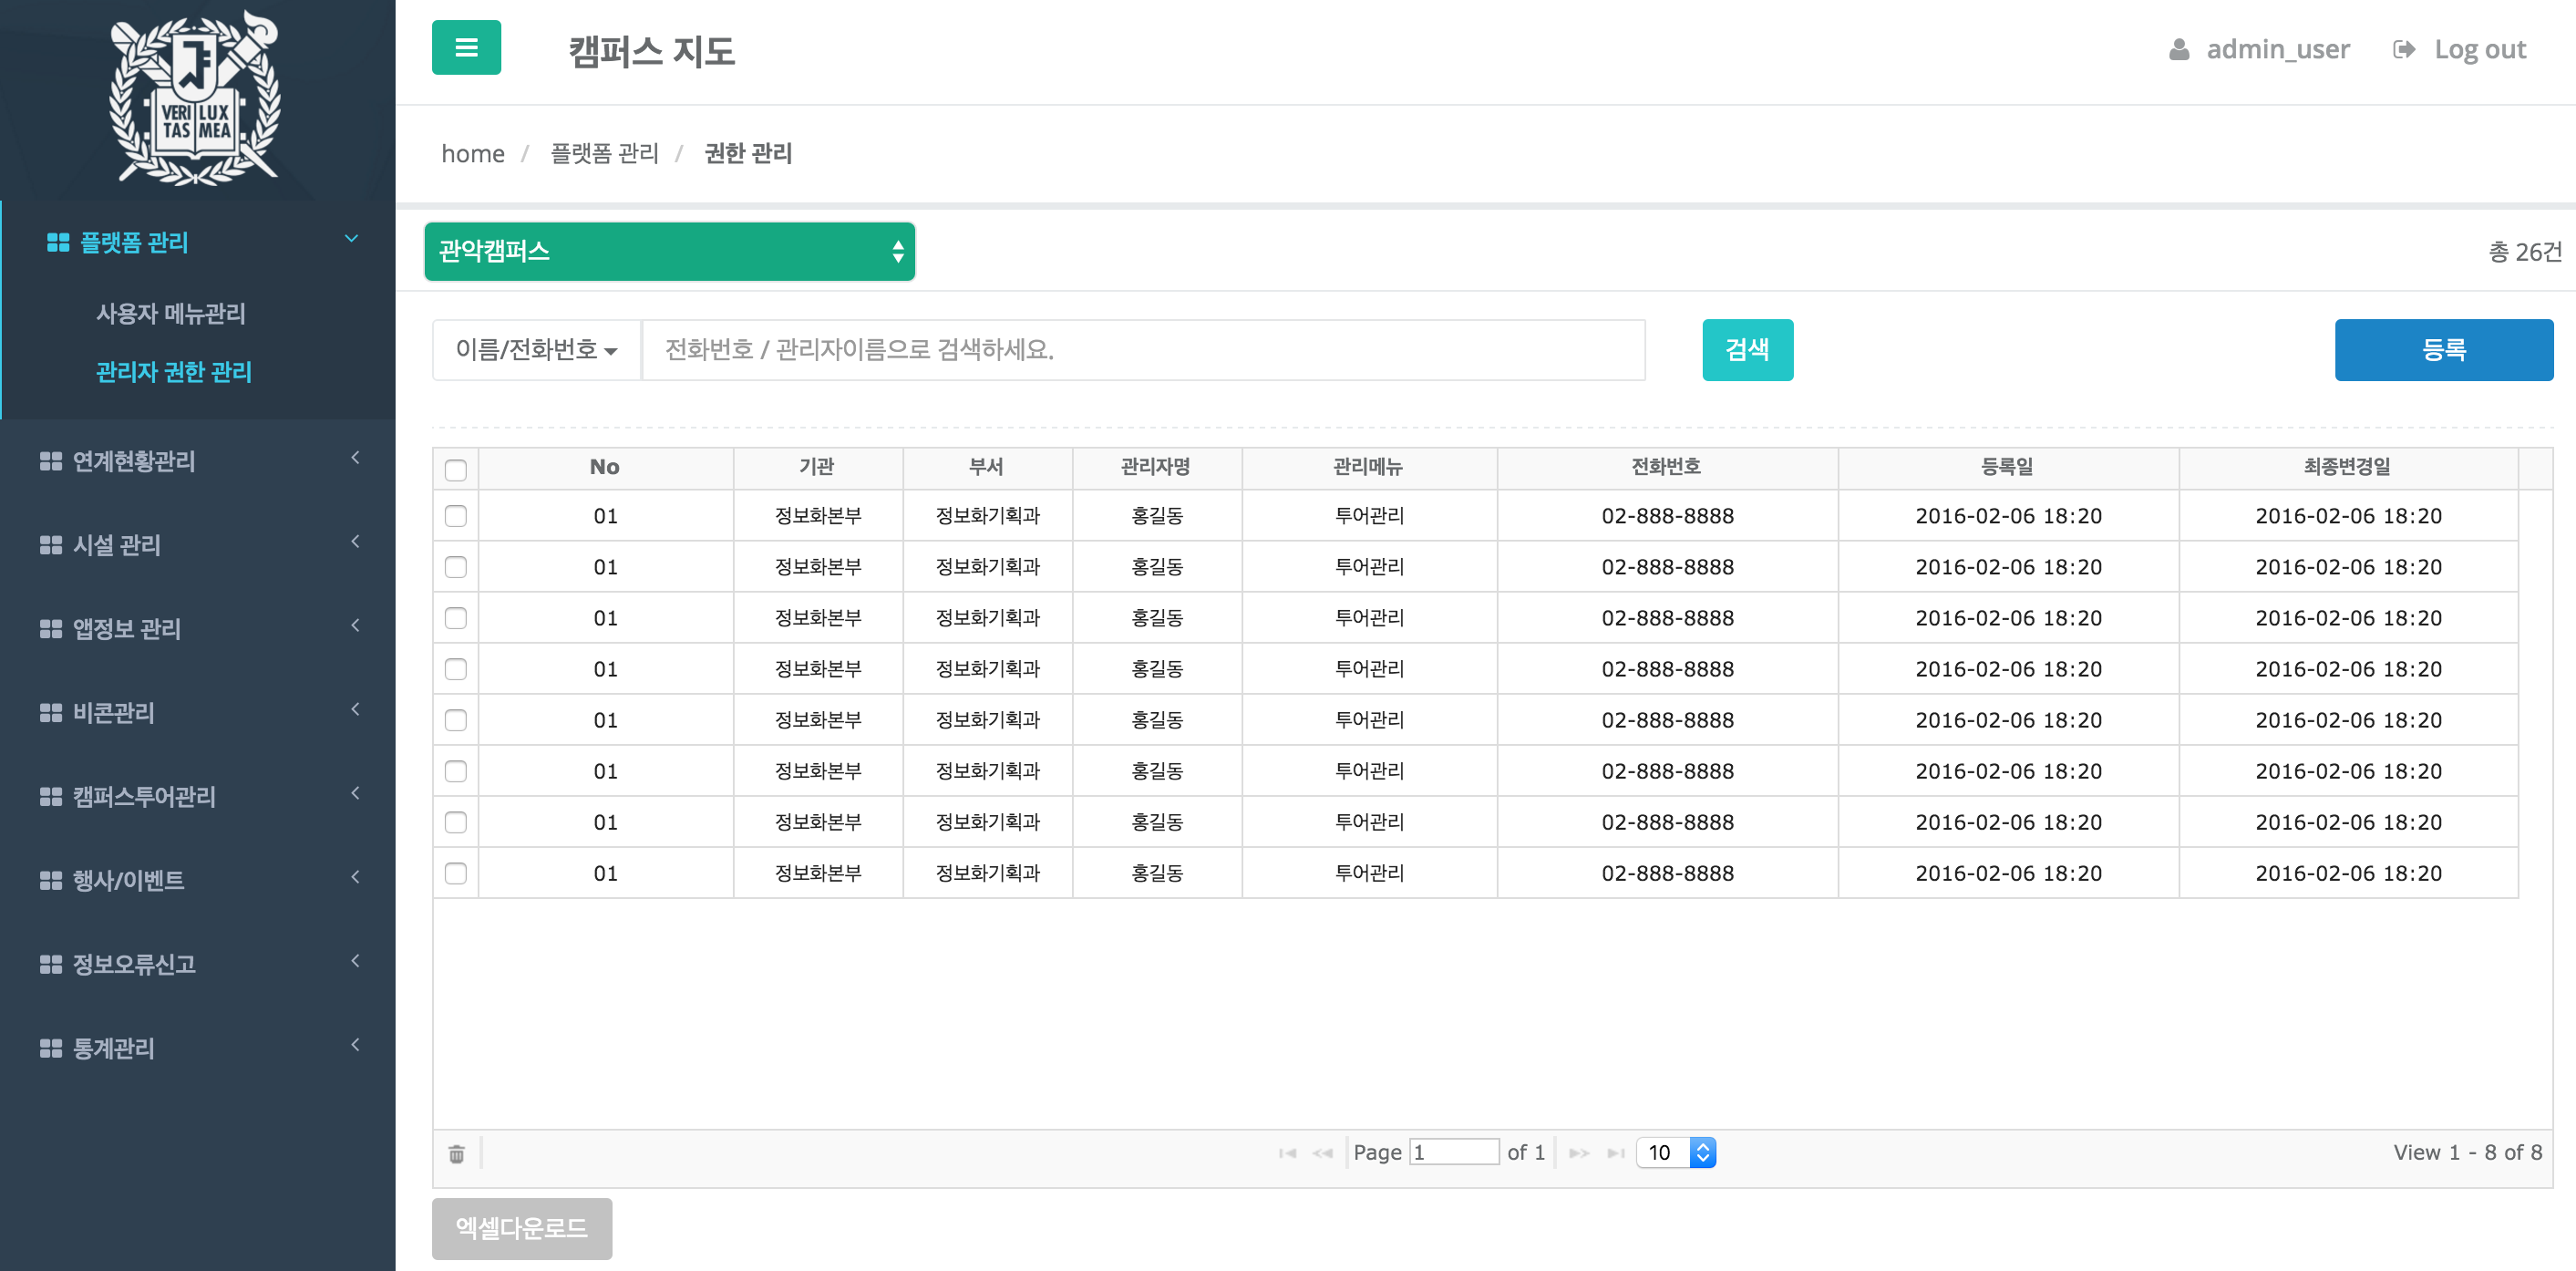 VERI LUX
TAS MEA
캠퍼스 지도
admin_user
Log out
home / 플랫폼 관리 / 권한 관리
플랫폼 관리
사용자 메뉴관리
관리자 권한 관리
연계현황관리
시설 관리
앱정보 관리
비콘관리
캠퍼스투어관리
행사/이벤트
정보오류신고
통계관리
관악캠퍼스
총 26건
이름/전화번호
전화번호 / 관리자이름으로 검색하세요.
검색
등록
No 기관 부서 관리자명 관리메뉴 전화번호 등록일 최종변경일
01 정보화본부 정보화기획과 홍길동 투어관리 02-888-8888 2016-02-06 18:20 2016-02-06 18:20
01 정보화본부 정보화기획과 홍길동 투어관리 02-888-8888 2016-02-06 18:20 2016-02-06 18:20
01 정보화본부 정보화기획과 홍길동 투어관리 02-888-8888 2016-02-06 18:20 2016-02-06 18:20
01 정보화본부 정보화기획과 홍길동 투어관리 02-888-8888 2016-02-06 18:20 2016-02-06 18:20
01 정보화본부 정보화기획과 홍길동 투어관리 02-888-8888 2016-02-06 18:20 2016-02-06 18:20
01 정보화본부 정보화기획과 홍길동 투어관리 02-888-8888 2016-02-06 18:20 2016-02-06 18:20
01 정보화본부 정보화기획과 홍길동 투어관리 02-888-8888 2016-02-06 18:20 2016-02-06 18:20
01 정보화본부 정보화기획과 홍길동 투어관리 02-888-8888 2016-02-06 18:20 2016-02-06 18:20
Page 1 of 1 10 View 1 - 8 of 8
엑셀다운로드